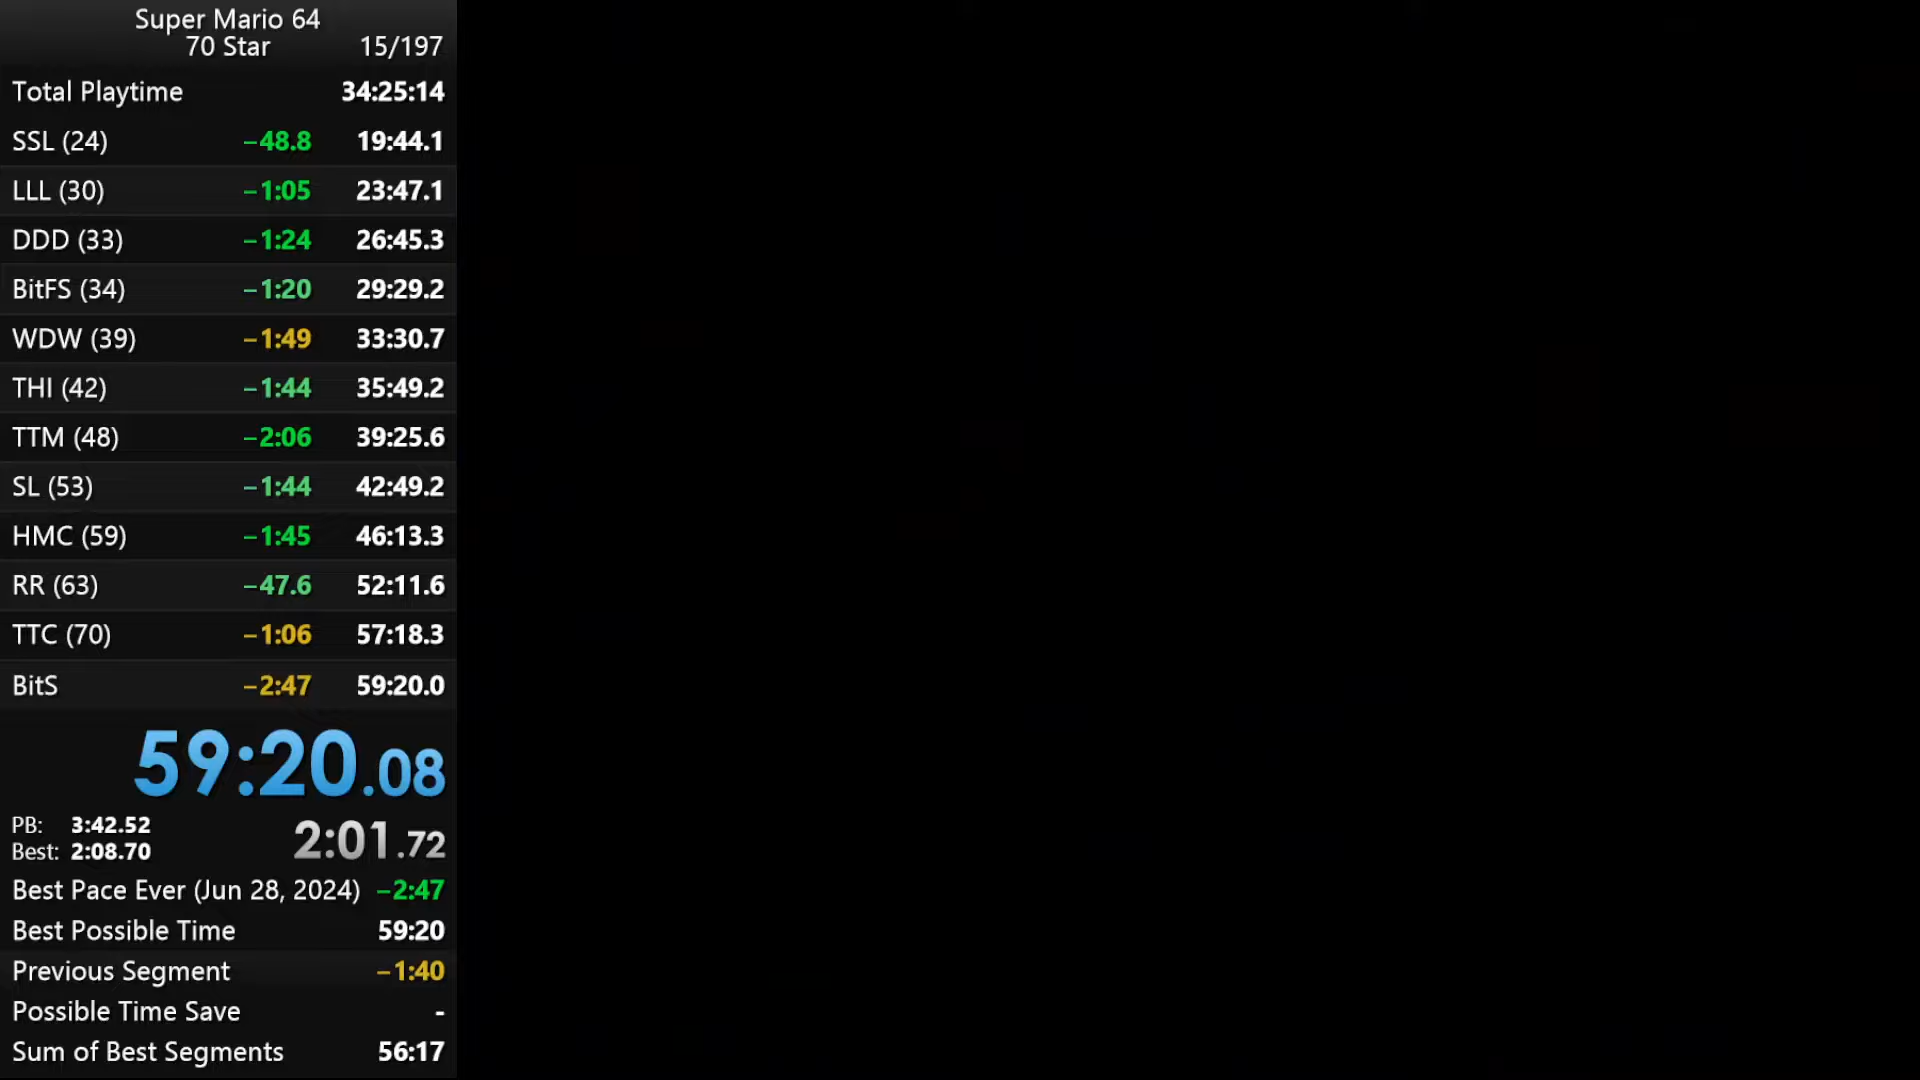 Super Mario 64
70 Star 15/197
Total Playtime 34:25:14
SSL (24) −48.8 19:44.1
LLL (30) −1:05 23:47.1
DDD (33) −1:24 26:45.3
BitFS (34) −1:20 29:29.2
WDW (39) −1:49 33:30.7
THI (42) −1:44 35:49.2
TTM (48) −2:06 39:25.6
SL (53) −1:44 42:49.2
HMC (59) −1:45 46:13.3
RR (63) −47.6 52:11.6
TTC (70) −1:06 57:18.3
BitS −2:47 59:20.0
59:20.08
PB: 3:42.52
Best: 2:08.70
2:01.72
Best Pace Ever (Jun 28, 2024) −2:47
Best Possible Time 59:20
Previous Segment −1:40
Possible Time Save -
Sum of Best Segments 56:17